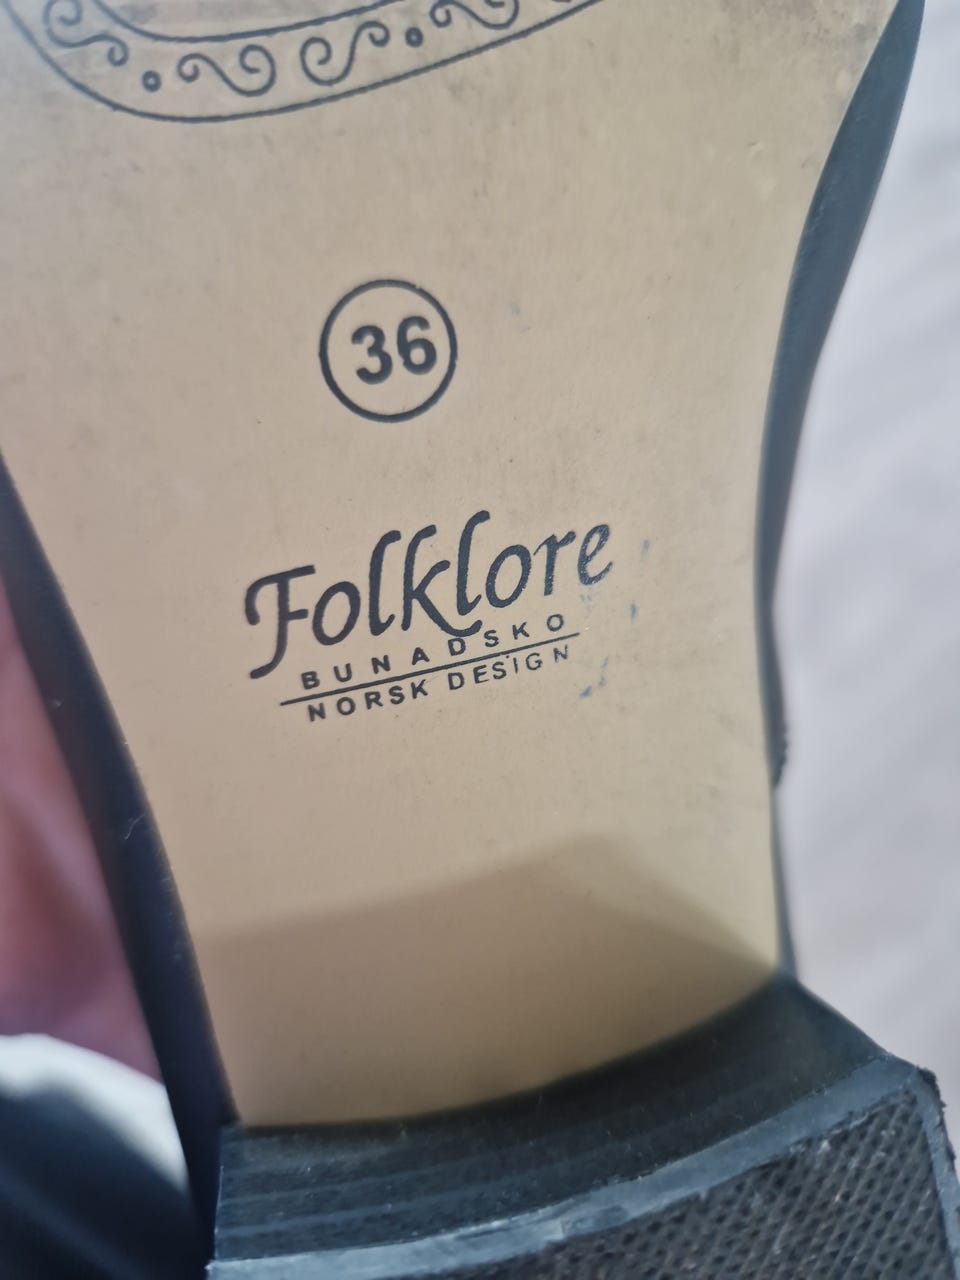 36
Folklore
BUNADSKO
NORSK DESIGN